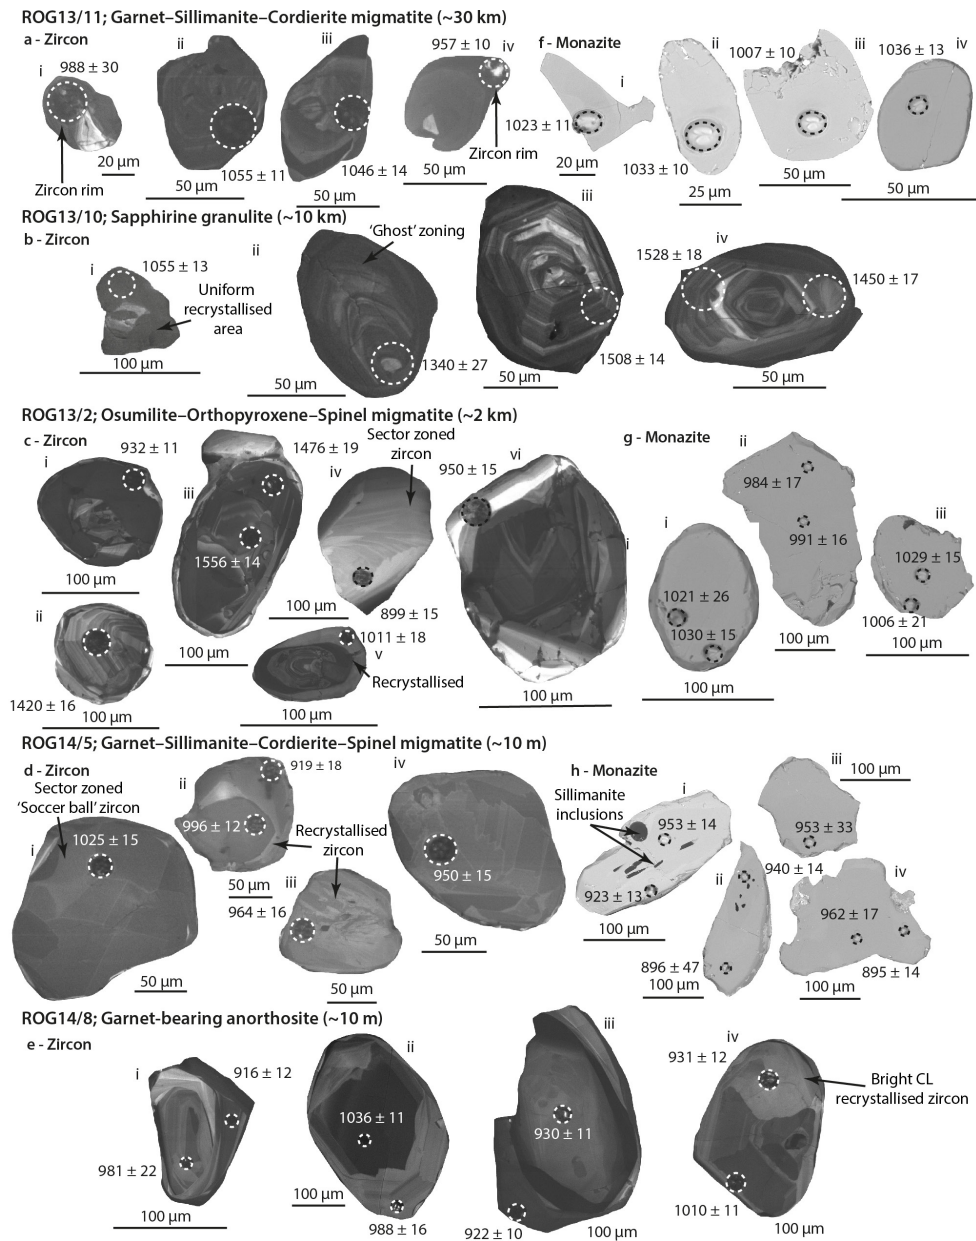 ROG13/11; Garnet–Sillimanite–Cordierite migmatite (~30 km)
a - Zircon
i
988 ± 30
Zircon rim
20 µm
ii
1055 ± 11
50 µm
iii
1046 ± 14
50 µm
957 ± 10
iv
Zircon rim
50 µm
f - Monazite
i
1023 ± 11
20 µm
ii
1033 ± 10
25 µm
1007 ± 10
iii
50 µm
1036 ± 13
iv
50 µm
ROG13/10; Sapphirine granulite (~10 km)
b - Zircon
i
1055 ± 13
Uniform
recrystallised
area
100 µm
ii
‘Ghost’ zoning
1340 ± 27
50 µm
iii
1508 ± 14
50 µm
iv
1528 ± 18
1450 ± 17
50 µm
ROG13/2; Osumilite–Orthopyroxene–Spinel migmatite (~2 km)
c - Zircon
i
932 ± 11
100 µm
ii
1420 ± 16
100 µm
iii
1476 ± 19
1556 ± 14
100 µm
Sector zoned
zircon
iv
899 ± 15
100 µm
1011 ± 18
v
Recrystallised
100 µm
vi
950 ± 15
i
100 µm
g - Monazite
i
1021 ± 26
1030 ± 15
100 µm
ii
984 ± 17
991 ± 16
100 µm
iii
1029 ± 15
1006 ± 21
100 µm
ROG14/5; Garnet–Sillimanite–Cordierite–Spinel migmatite (~10 m)
d - Zircon
Sector zoned
‘Soccer ball’ zircon
i
1025 ± 15
50 µm
ii
919 ± 18
996 ± 12
50 µm
Recrystallised
zircon
iii
964 ± 16
50 µm
iv
950 ± 15
50 µm
h - Monazite
Sillimanite
inclusions
i
953 ± 14
923 ± 13
100 µm
ii
940 ± 14
896 ± 47
100 µm
iii
100 µm
953 ± 33
iv
962 ± 17
895 ± 14
100 µm
ROG14/8; Garnet-bearing anorthosite (~10 m)
e - Zircon
i
916 ± 12
981 ± 22
100 µm
ii
1036 ± 11
988 ± 16
100 µm
iii
930 ± 11
922 ± 10
100 µm
iv
931 ± 12
Bright CL
recrystallised zircon
1010 ± 11
100 µm